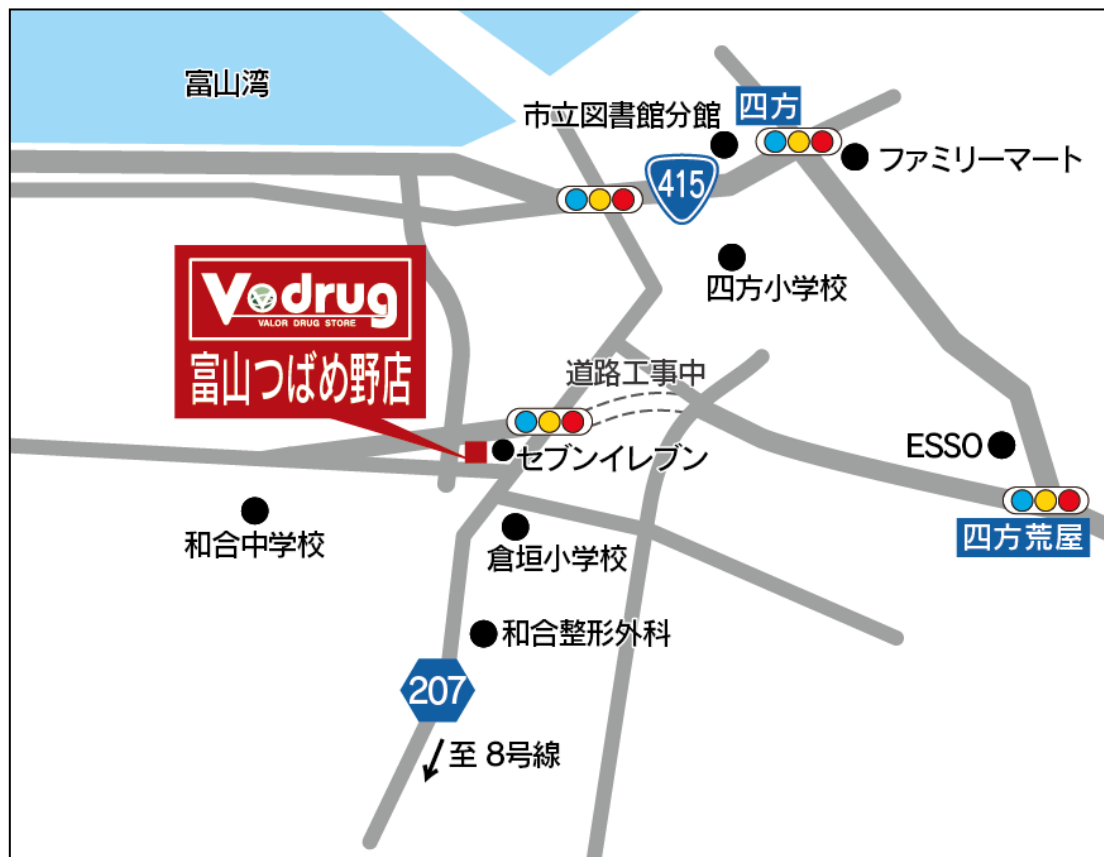 富山湾
市立図書館分館
四方
ファミリーマート
415
四方小学校
Vodrug
VALOR DRUG STORE
富山つばめ野店
道路工事中
セブンイレブン
ESSO
四方荒屋
和合中学校
倉垣小学校
和合整形外科
207
至 8号線